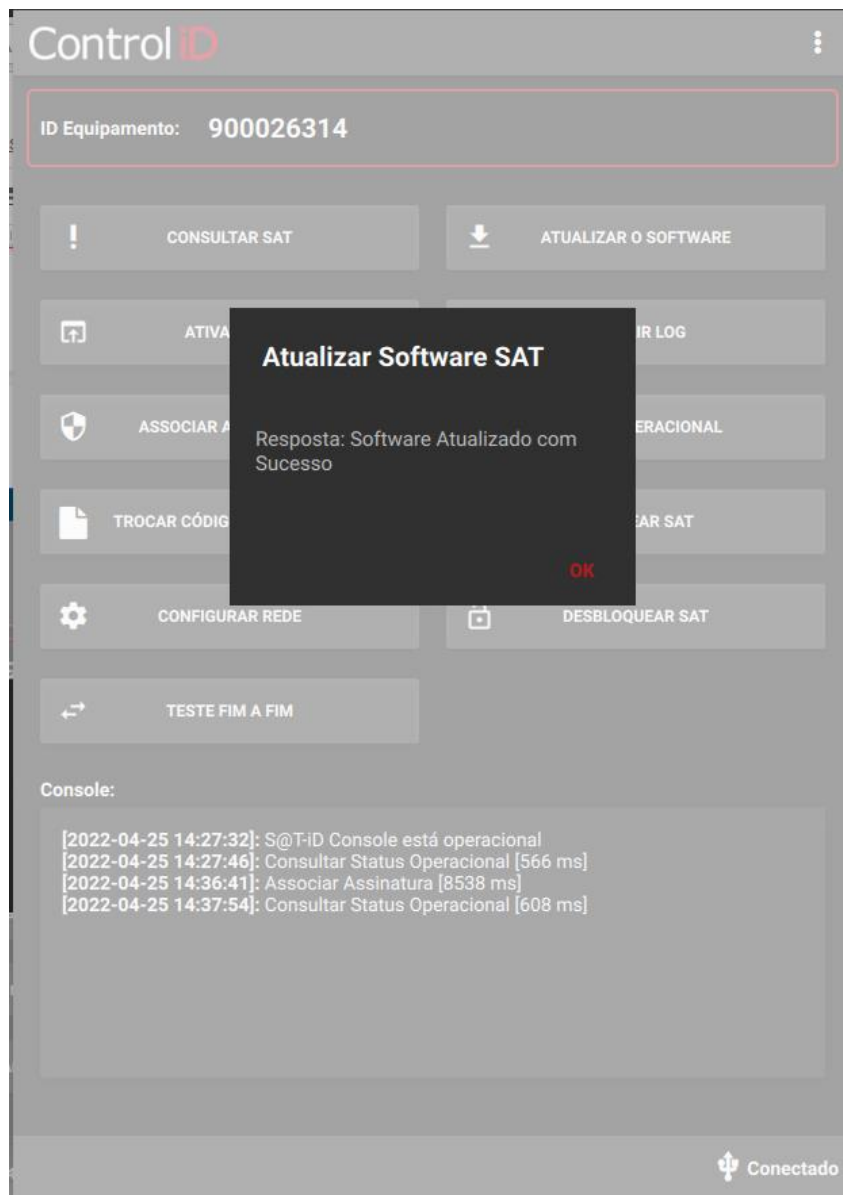 Control iD
ID Equipamento: 900026314
CONSULTAR SAT
ATUALIZAR O SOFTWARE
ATIVA
IR LOG
Atualizar Software SAT
ASSOCIAR A
ERACIONAL
Resposta: Software Atualizado com
Sucesso
TROCAR CÓDIG
AR SAT
OK
CONFIGURAR REDE
DESBLOQUEAR SAT
TESTE FIM A FIM
Console:
[2022-04-25 14:27:32]: S@T-iD Console está operacional
[2022-04-25 14:27:46]: Consultar Status Operacional [566 ms]
[2022-04-25 14:36:41]: Associar Assinatura [8538 ms]
[2022-04-25 14:37:54]: Consultar Status Operacional [608 ms]
Conectado